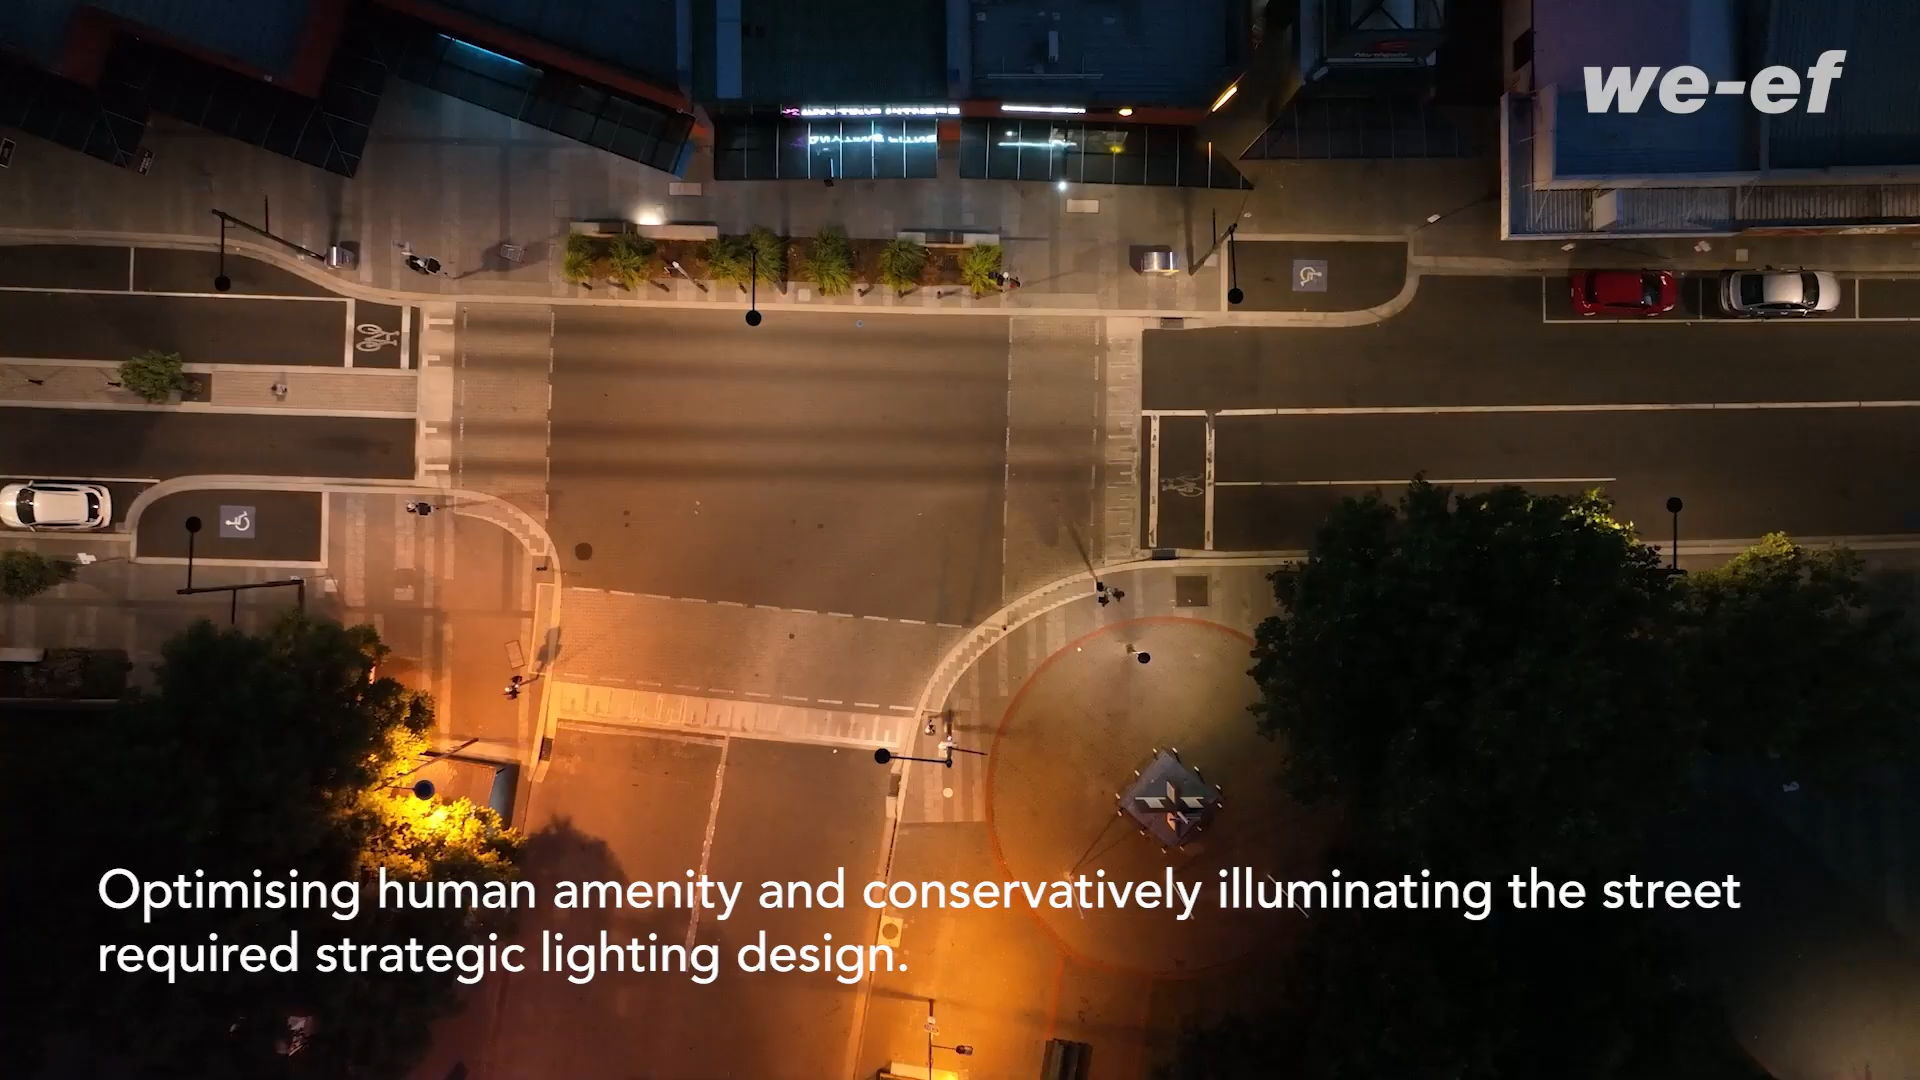 we-ef
Optimising human amenity and conservatively illuminating the street
required strategic lighting design.